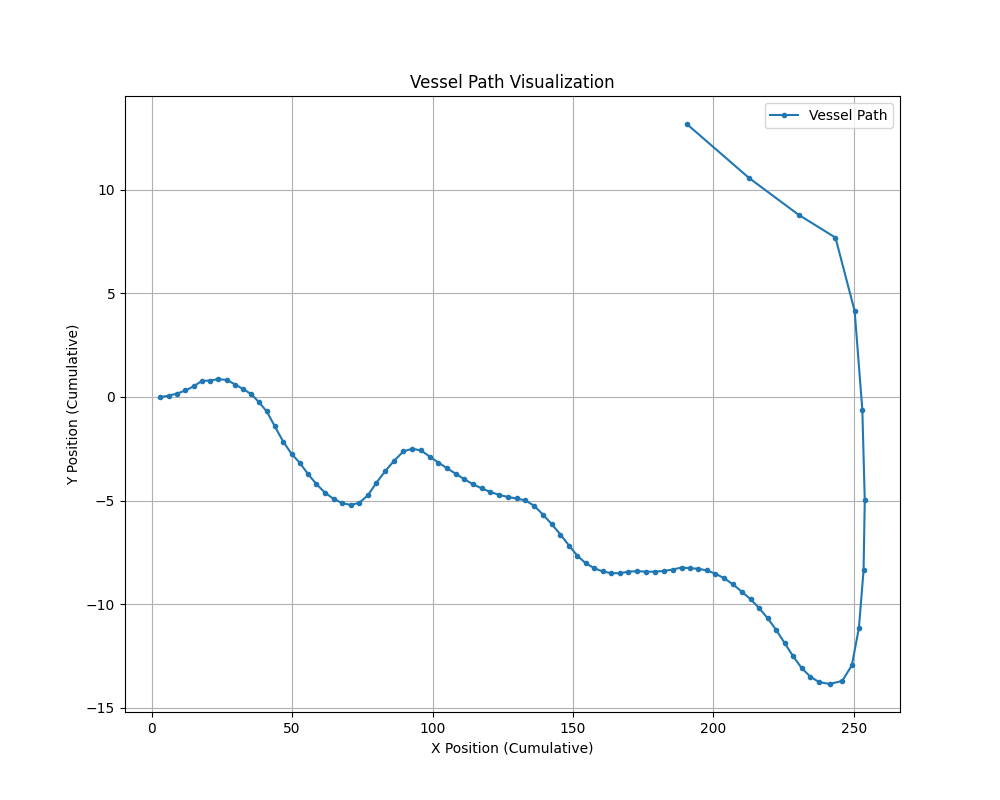 Vessel Path Visualization
Vessel Path
10
5
0
−5
−10
−15
Y Position (Cumulative)
0 50 100 150 200 250
X Position (Cumulative)